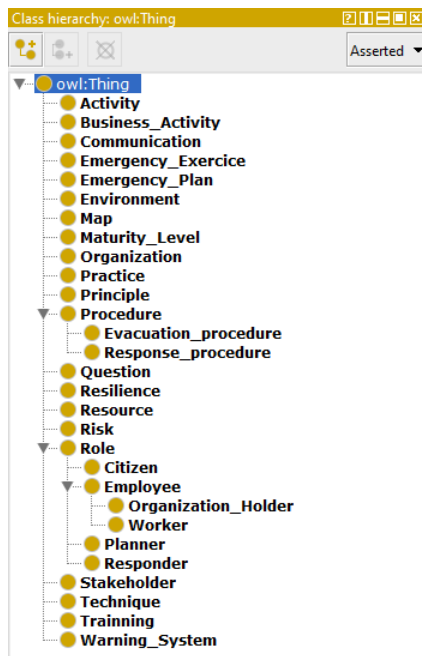 Class hierarchy: owl:Thing
Asserted
owl:Thing
Activity
Business_Activity
Communication
Emergency_Exercice
Emergency_Plan
Environment
Map
Maturity_Level
Organization
Practice
Principle
Procedure
Evacuation_procedure
Response_procedure
Question
Resilience
Resource
Risk
Role
Citizen
Employee
Organization_Holder
Worker
Planner
Responder
Stakeholder
Technique
Trainning
Warning_System